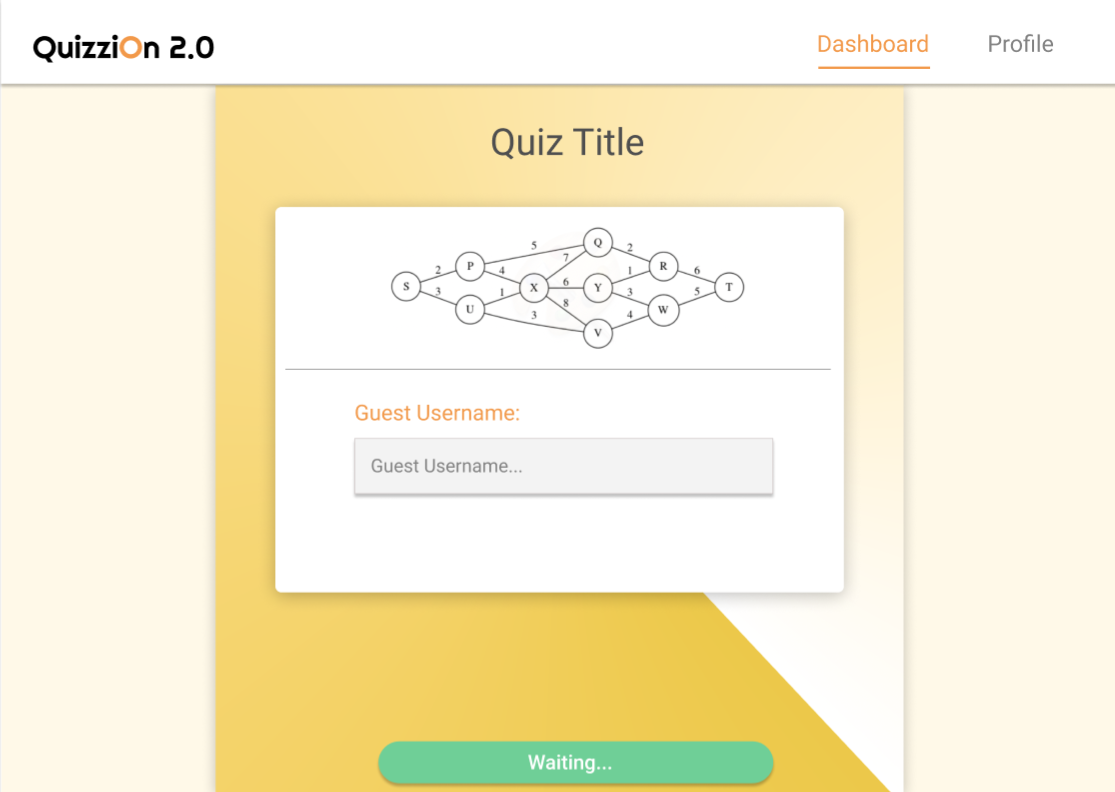 QuizziOn 2.0
Dashboard
Profile
Quiz Title
5
Q
2
7
2
P
4
1
R
6
S
X
6
Y
T
3
1
8
3
5
U
W
3
4
V
Guest Username:
Guest Username...
Waiting...